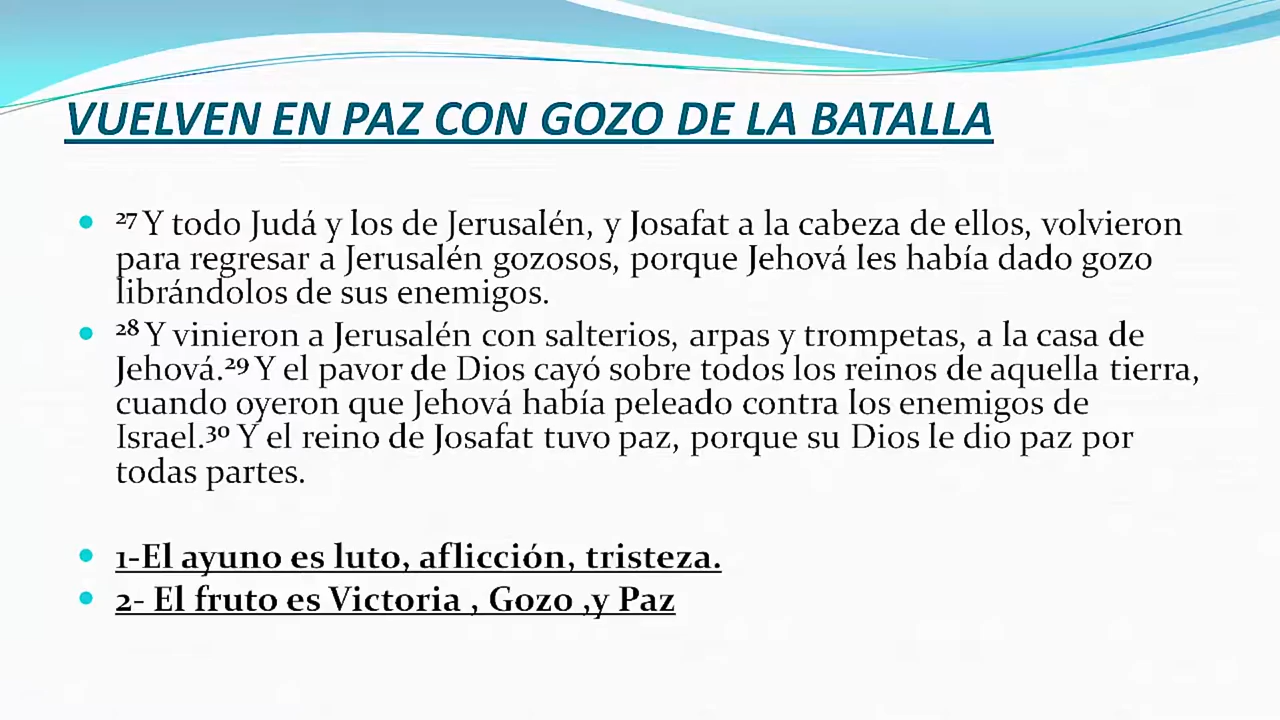 VUELVEN EN PAZ CON GOZO DE LA BATALLA
• ²⁷ Y todo Judá y los de Jerusalén, y Josafat a la cabeza de ellos, volvieron
para regresar a Jerusalén gozosos, porque Jehová les había dado gozo
librándolos de sus enemigos.
• ²⁸ Y vinieron a Jerusalén con salterios, arpas y trompetas, a la casa de
Jehová.²⁹ Y el pavor de Dios cayó sobre todos los reinos de aquella tierra,
cuando oyeron que Jehová había peleado contra los enemigos de
Israel.³⁰ Y el reino de Josafat tuvo paz, porque su Dios le dio paz por
todas partes.
• 1-El ayuno es luto, aflicción, tristeza.
• 2- El fruto es Victoria , Gozo ,y Paz